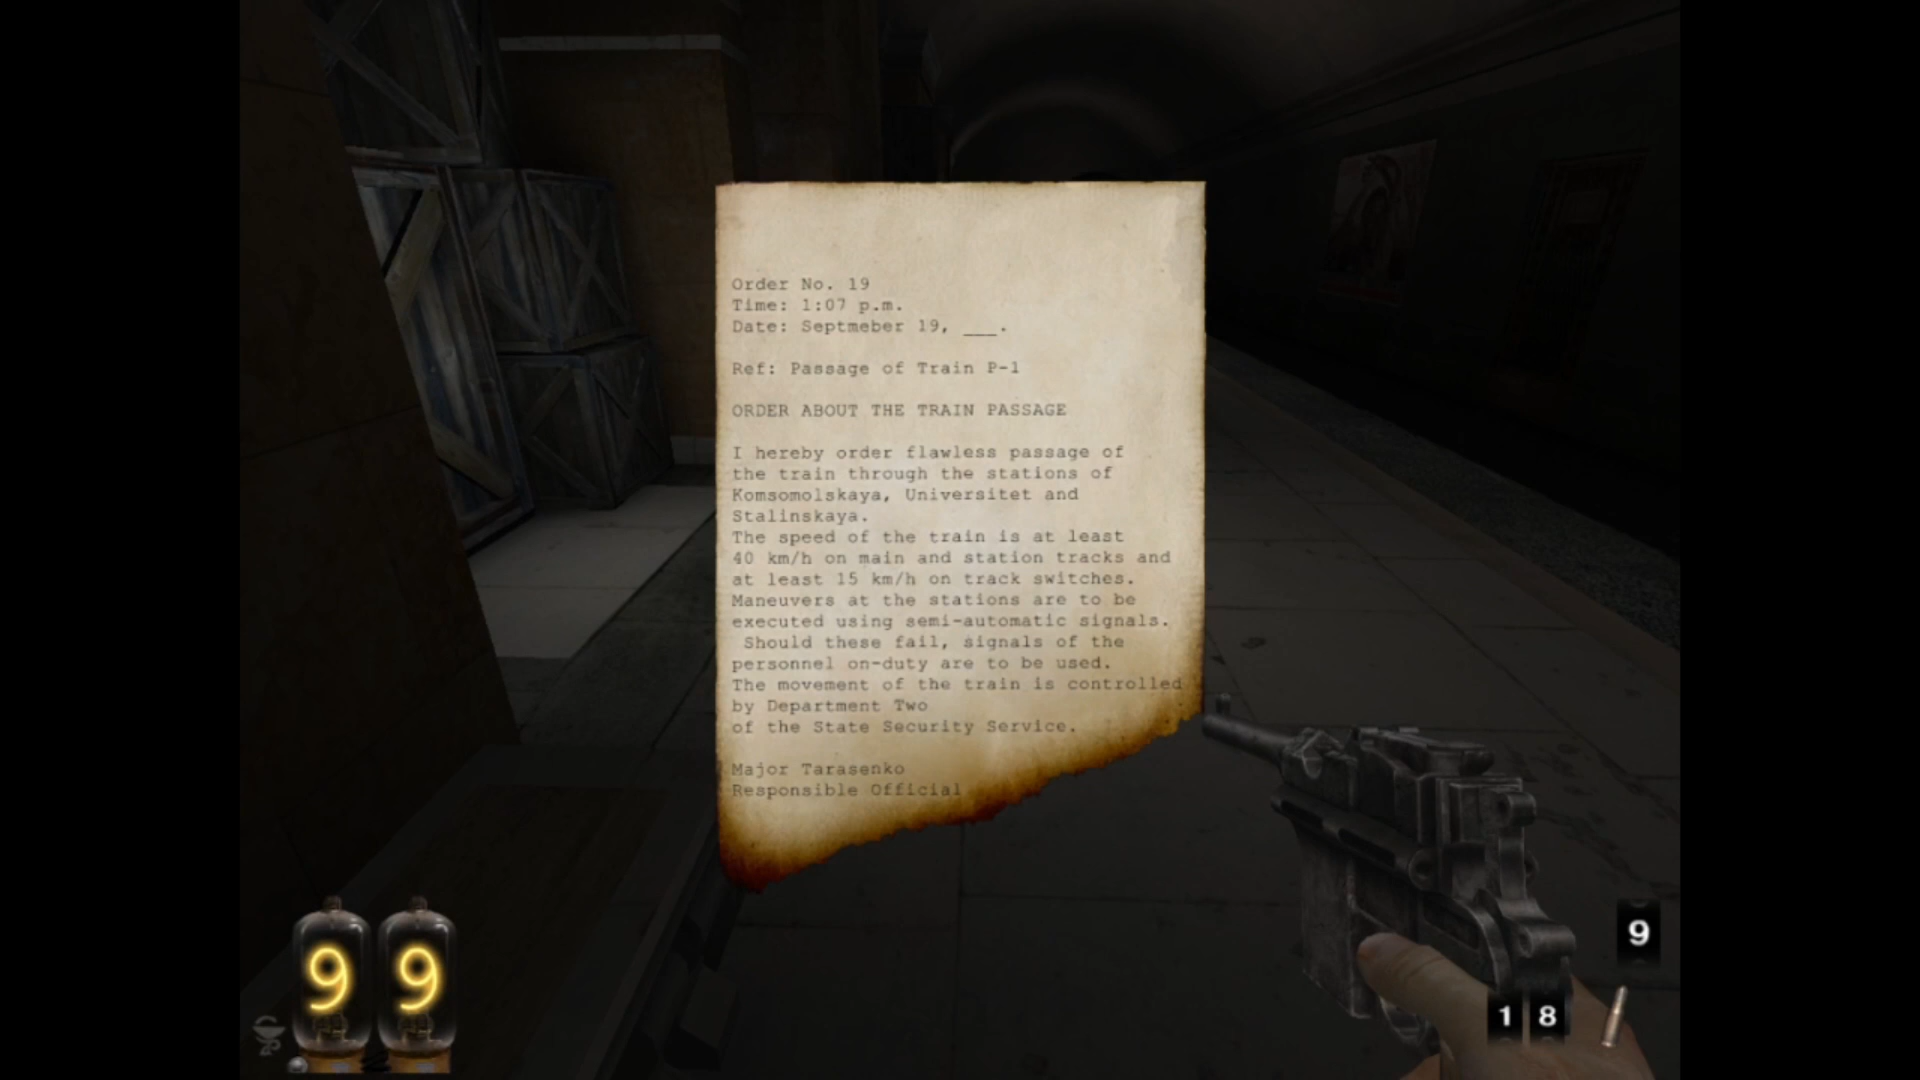 Order No. 19
Time: 1:07 p.m.
Date: Septmeber 19, ___.
Ref: Passage of Train P-1
ORDER ABOUT THE TRAIN PASSAGE
I hereby order flawless passage of
the train through the stations of
Komsomolskaya, Universitet and
Stalinskaya.
The speed of the train is at least
40 km/h on main and station tracks and
at least 15 km/h on track switches.
Maneuvers at the stations are to be
executed using semi-automatic signals.
Should these fail, signals of the
personnel on-duty are to be used.
The movement of the train is controlled
by Department Two
of the State Security Service.
Major Tarasenko
Responsible Official
99
9
18